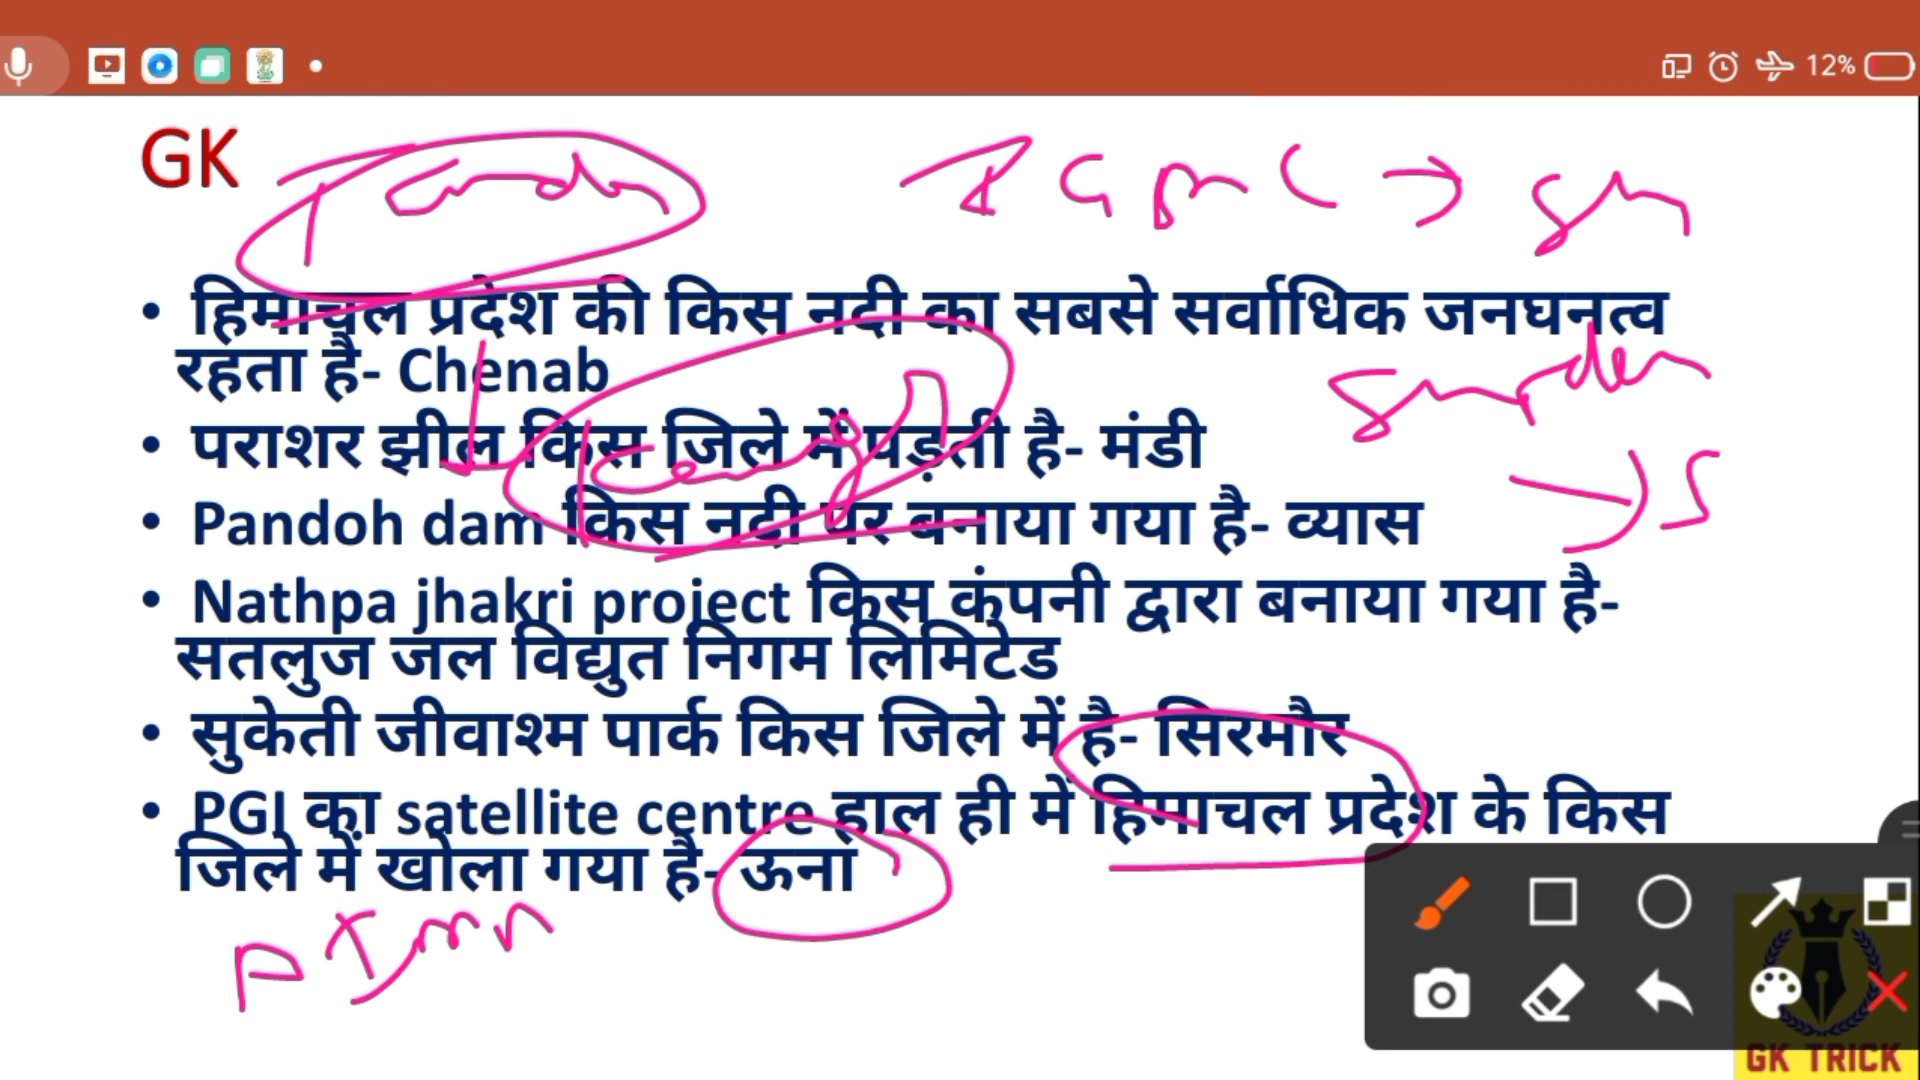 12%
GK
IGMC → Sh
• हिमाचल प्रदेश की किस नदी का सबसे सर्वाधिक जनघनत्व
रहता है- Chenab
• पराशर झील किस जिले में पड़ती है- मंडी
• Pandoh dam किस नदी पर बनाया गया है- व्यास
• Nathpa jhakri project किस कंपनी द्वारा बनाया गया है-
सतलुज जल विद्युत निगम लिमिटेड
• सुकेती जीवाश्म पार्क किस जिले में है- सिरमौर
• PGI का satellite centre हाल ही में हिमाचल प्रदेश के किस
जिले में खोला गया है- ऊना
GK TRICK